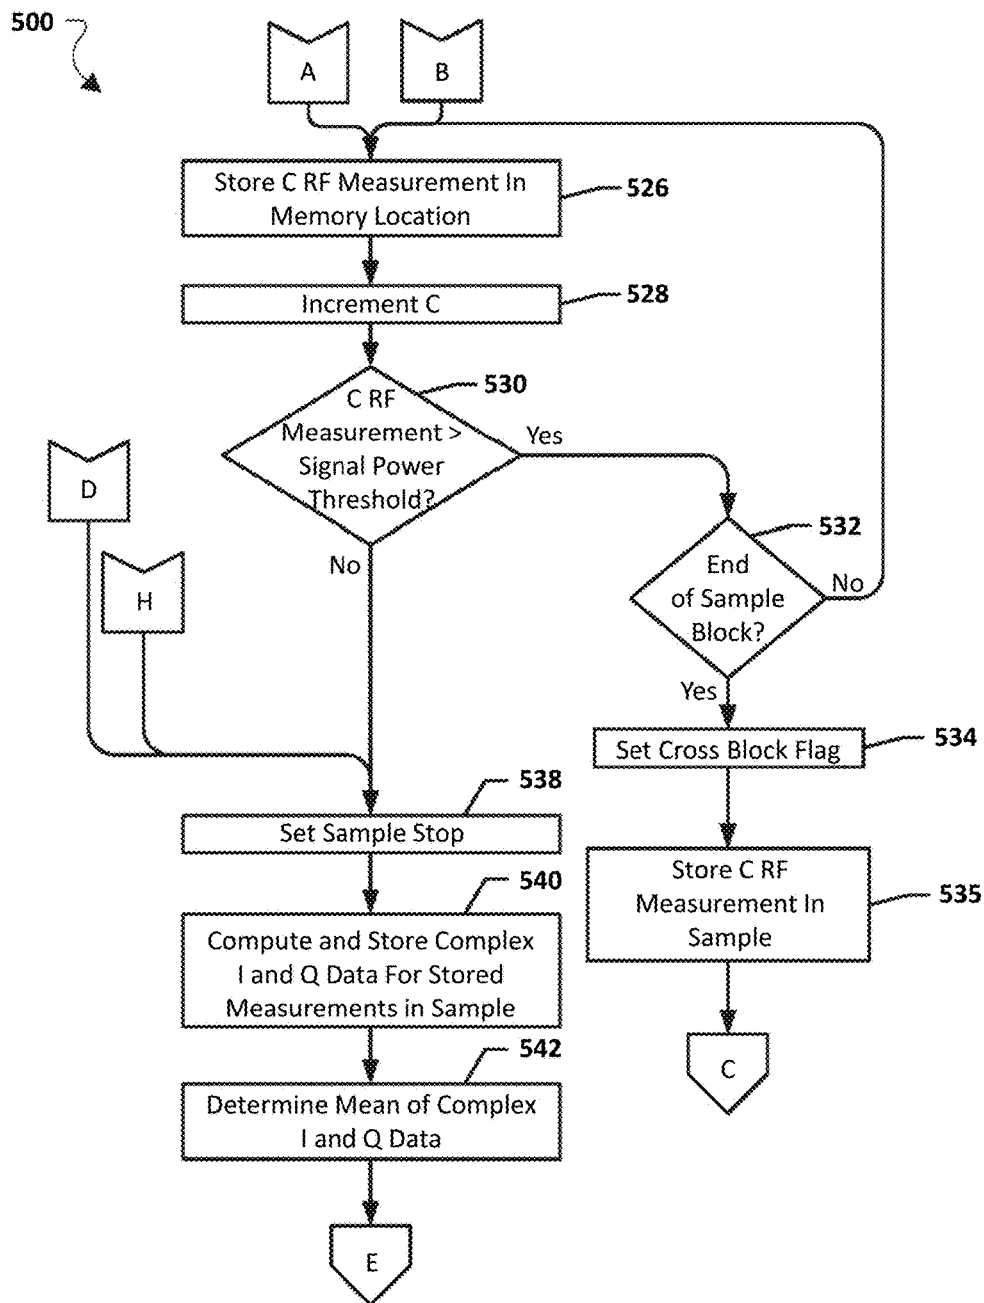 500
A
B
Store C RF Measurement In
Memory Location
526
Increment C
528
530
C RF
Measurement >
Signal Power
Threshold?
Yes
No
D
H
532
End
of Sample
Block?
No
Yes
Set Cross Block Flag
534
538
Set Sample Stop
Store C RF
Measurement In
Sample
535
540
Compute and Store Complex
I and Q Data For Stored
Measurements in Sample
C
542
Determine Mean of Complex
I and Q Data
E